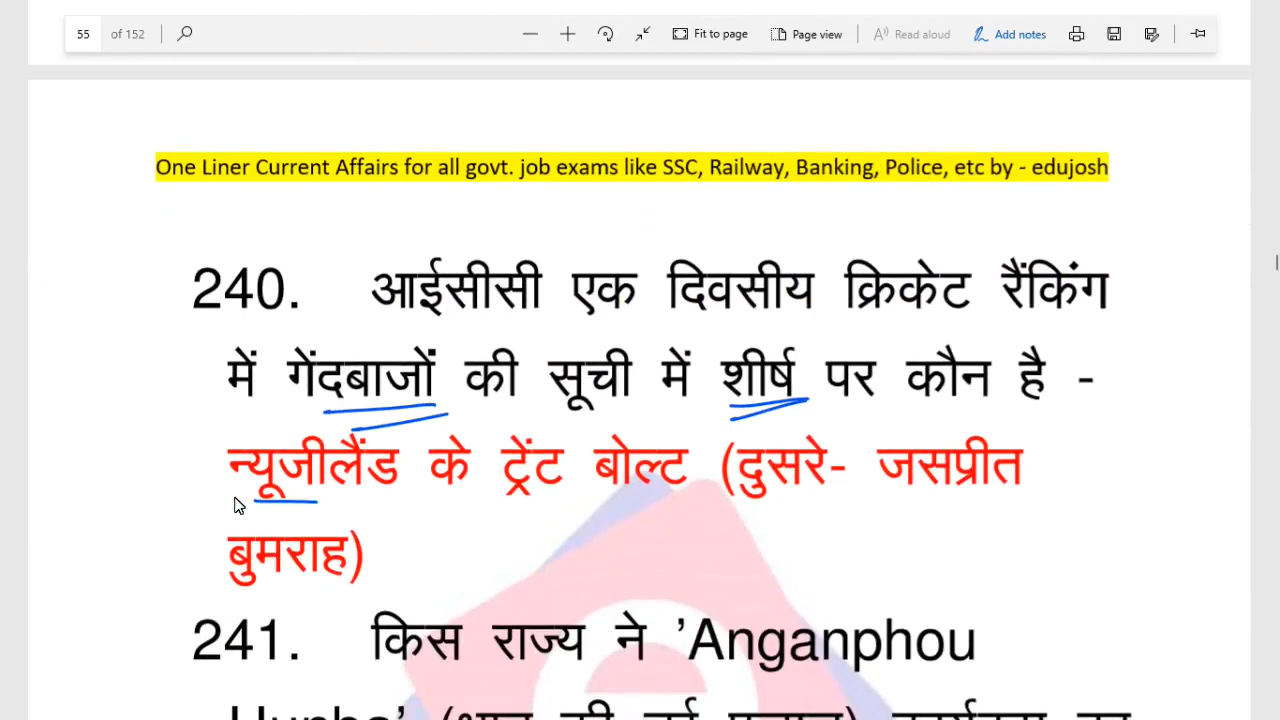 55 of 152 Fit to page Page view Read aloud Add notes
One Liner Current Affairs for all govt. job exams like SSC, Railway, Banking, Police, etc by - edujosh
240. आईसीसी एक दिवसीय क्रिकेट रैंकिंग
में गेंदबाजों की सूची में शीर्ष पर कौन है -
न्यूजीलैंड के ट्रेंट बोल्ट (दुसरे- जसप्रीत
बुमराह)
241. किस राज्य ने 'Anganphou